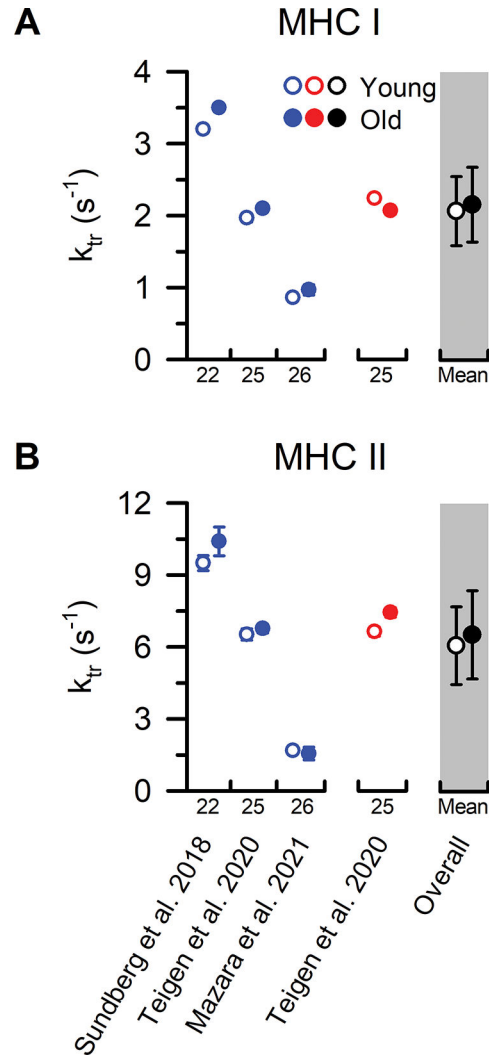 A
MHC I
Young
Old
ktr (s-1)
4
3
2
1
0
22
25
26
25
Mean
B
MHC II
ktr (s-1)
12
9
6
3
0
22
25
26
25
Mean
Sundberg et al. 2018
Teigen et al. 2020
Mazara et al. 2021
Teigen et al. 2020
Overall